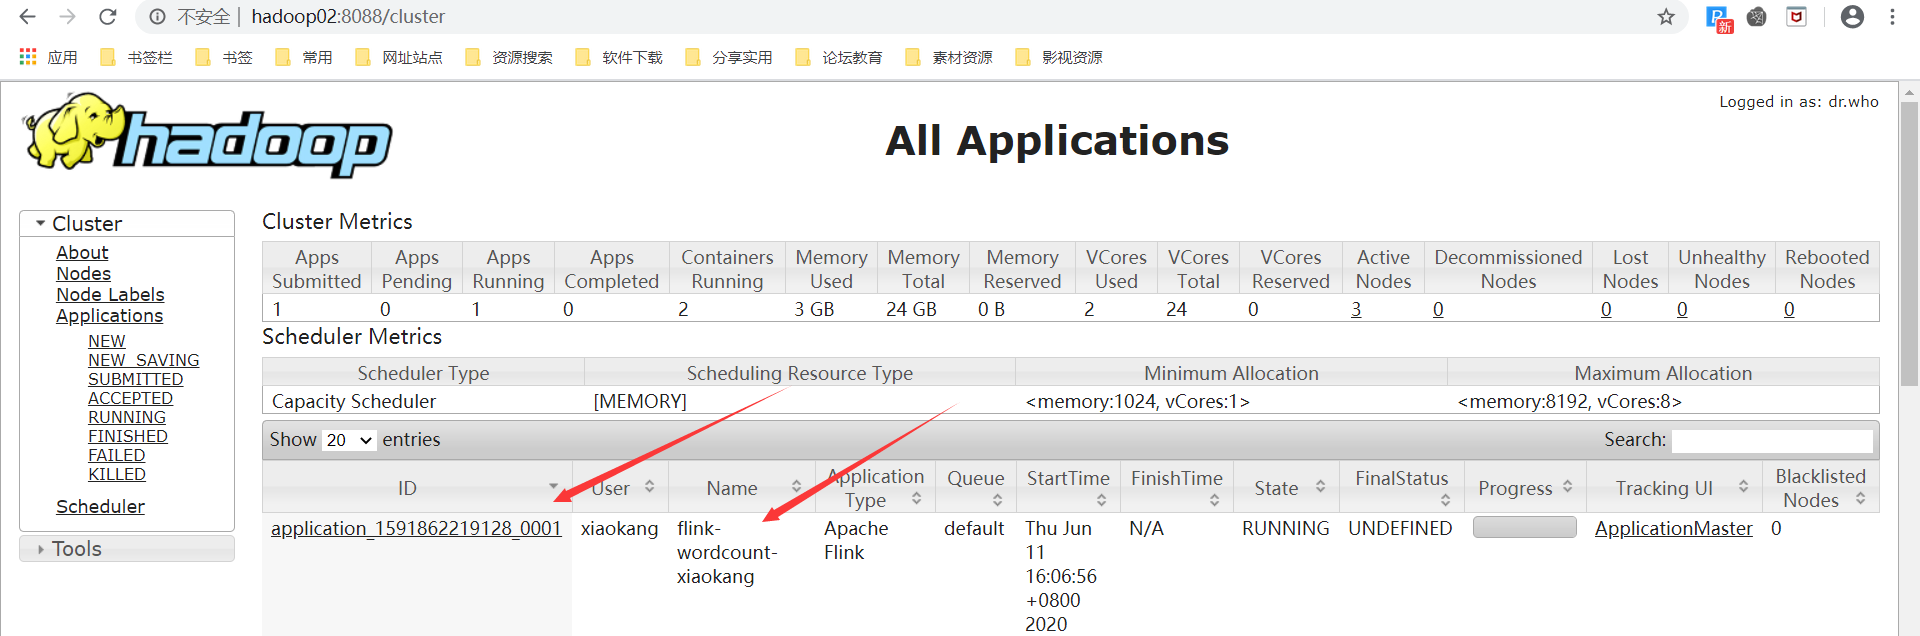 不安全 | hadoop02:8088/cluster
新
应用 书签栏 书签 常用 网址站点 资源搜索 软件下载 分享实用 论坛教育 素材资源 影视资源
Logged in as: dr.who
hadoop
All Applications
Cluster
About
Nodes
Node Labels
Applications
NEW
NEW_SAVING
SUBMITTED
ACCEPTED
RUNNING
FINISHED
FAILED
KILLED
Scheduler
Tools
Cluster Metrics
Apps Submitted Apps Pending Apps Running Apps Completed Containers Running Memory Used Memory Total Memory Reserved VCores Used VCores Total VCores Reserved Active Nodes Decommissioned Nodes Lost Nodes Unhealthy Nodes Rebooted Nodes
1 0 1 0 2 3 GB 24 GB 0 B 2 24 0 3 0 0 0 0
Scheduler Metrics
Scheduler Type Scheduling Resource Type Minimum Allocation Maximum Allocation
Capacity Scheduler [MEMORY] <memory:1024, vCores:1> <memory:8192, vCores:8>
Show 20 entries Search:
ID User Name Application Type Queue StartTime FinishTime State FinalStatus Progress Tracking UI Blacklisted Nodes
application_1591862219128_0001 xiaokang flink- Apache default Thu Jun N/A RUNNING UNDEFINED ApplicationMaster 0
wordcount- Flink 11
xiaokang 16:06:56
+0800
2020